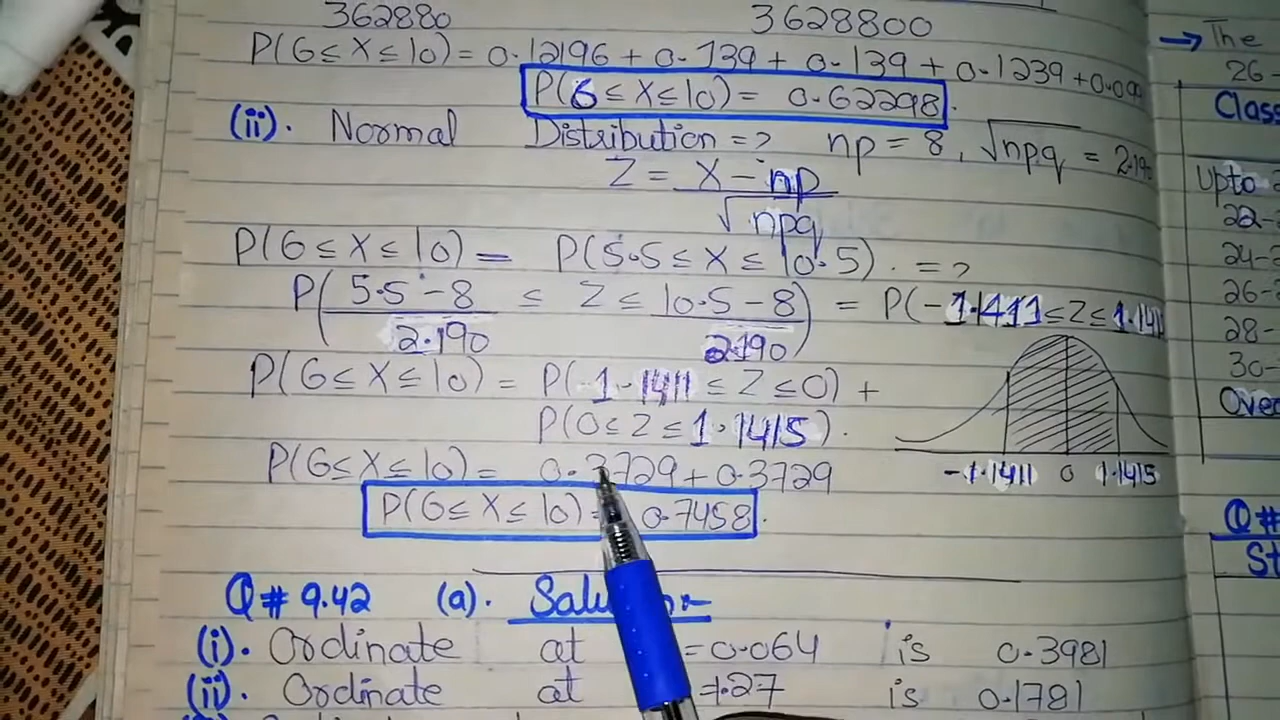 362880 3628800
P(6≤X≤10) = 0.12196 + 0.139 + 0.139 + 0.1239 + 0.09
P(6≤X≤10) = 0.62298.
(ii). Normal Distribution => np = 8, √npq = 2.190
Z = X - np
√npq
P(6≤X≤10) = P(5.5≤X≤10.5). = ?
P(5.5-8 ≤ Z ≤ 10.5-8) = P(-1.1411≤Z≤1.141
2.190 2.190
P(6≤X≤10) = P(-1.1411≤Z≤0) +
P(0≤Z≤1.1415).
P(6≤X≤10) = 0.3729 + 0.3729
-1.1411 0 1.1415
P(6≤X≤10) = 0.7458.
Q# 9.42 (a).
(i). Ordinate at =0.064 is 0.3981
(ii). Ordinate at 1.27 is 0.1781
→ The
26-
Class
Upto
22-
24-
26-
28-
30-
Over
Q#